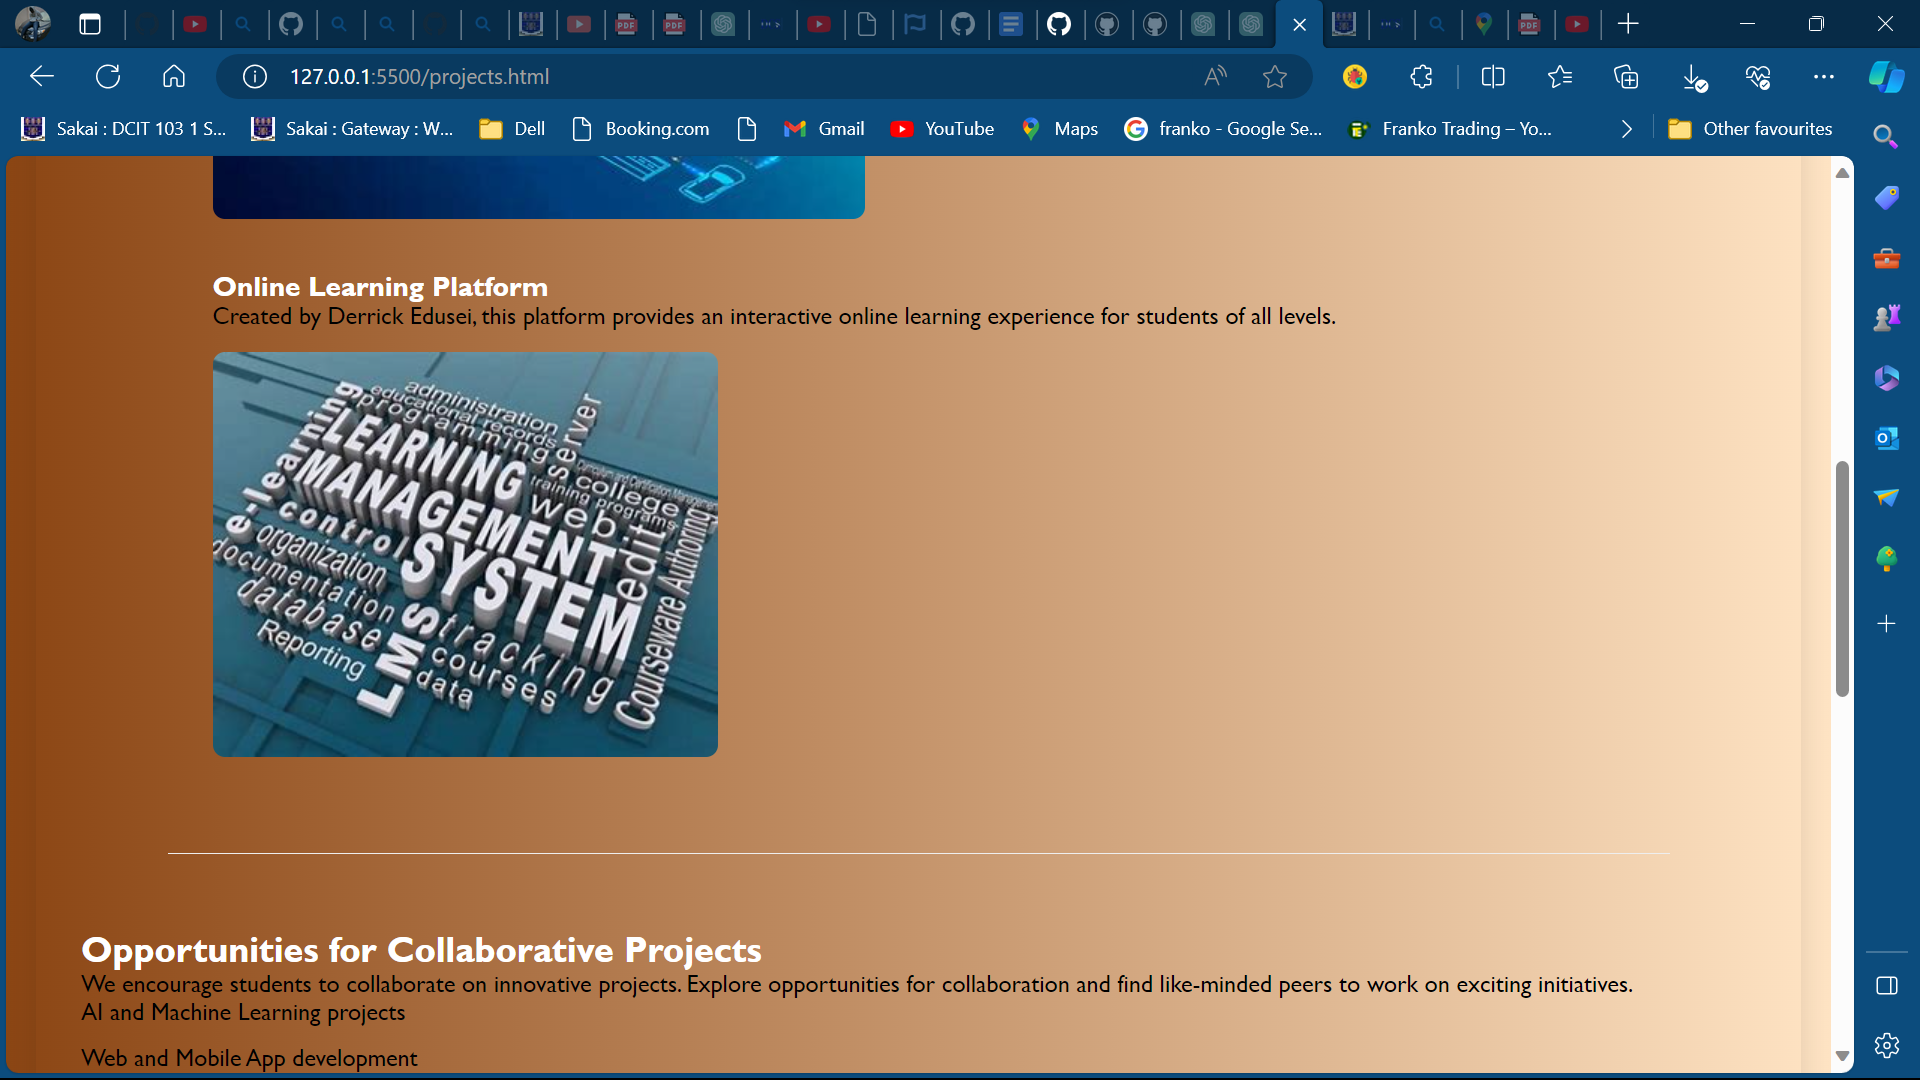 127.0.0.1:5500/projects.html
Sakai : DCIT 103 1 S...
Sakai : Gateway : W...
Dell
Booking.com
Gmail
YouTube
Maps
franko - Google Se...
Franko Trading – Yo...
Other favourites
Online Learning Platform
Created by Derrick Edusei, this platform provides an interactive online learning experience for students of all levels.
administration
educational records
programming
server
e-learning
LEARNING
MANAGEMENT
SYSTEM
college
training programs
web
edit
control
organization
documentation
database
Reporting
LMS
tracking
courses
data
Courseware Authoring
Opportunities for Collaborative Projects
We encourage students to collaborate on innovative projects. Explore opportunities for collaboration and find like-minded peers to work on exciting initiatives.
AI and Machine Learning projects
Web and Mobile App development